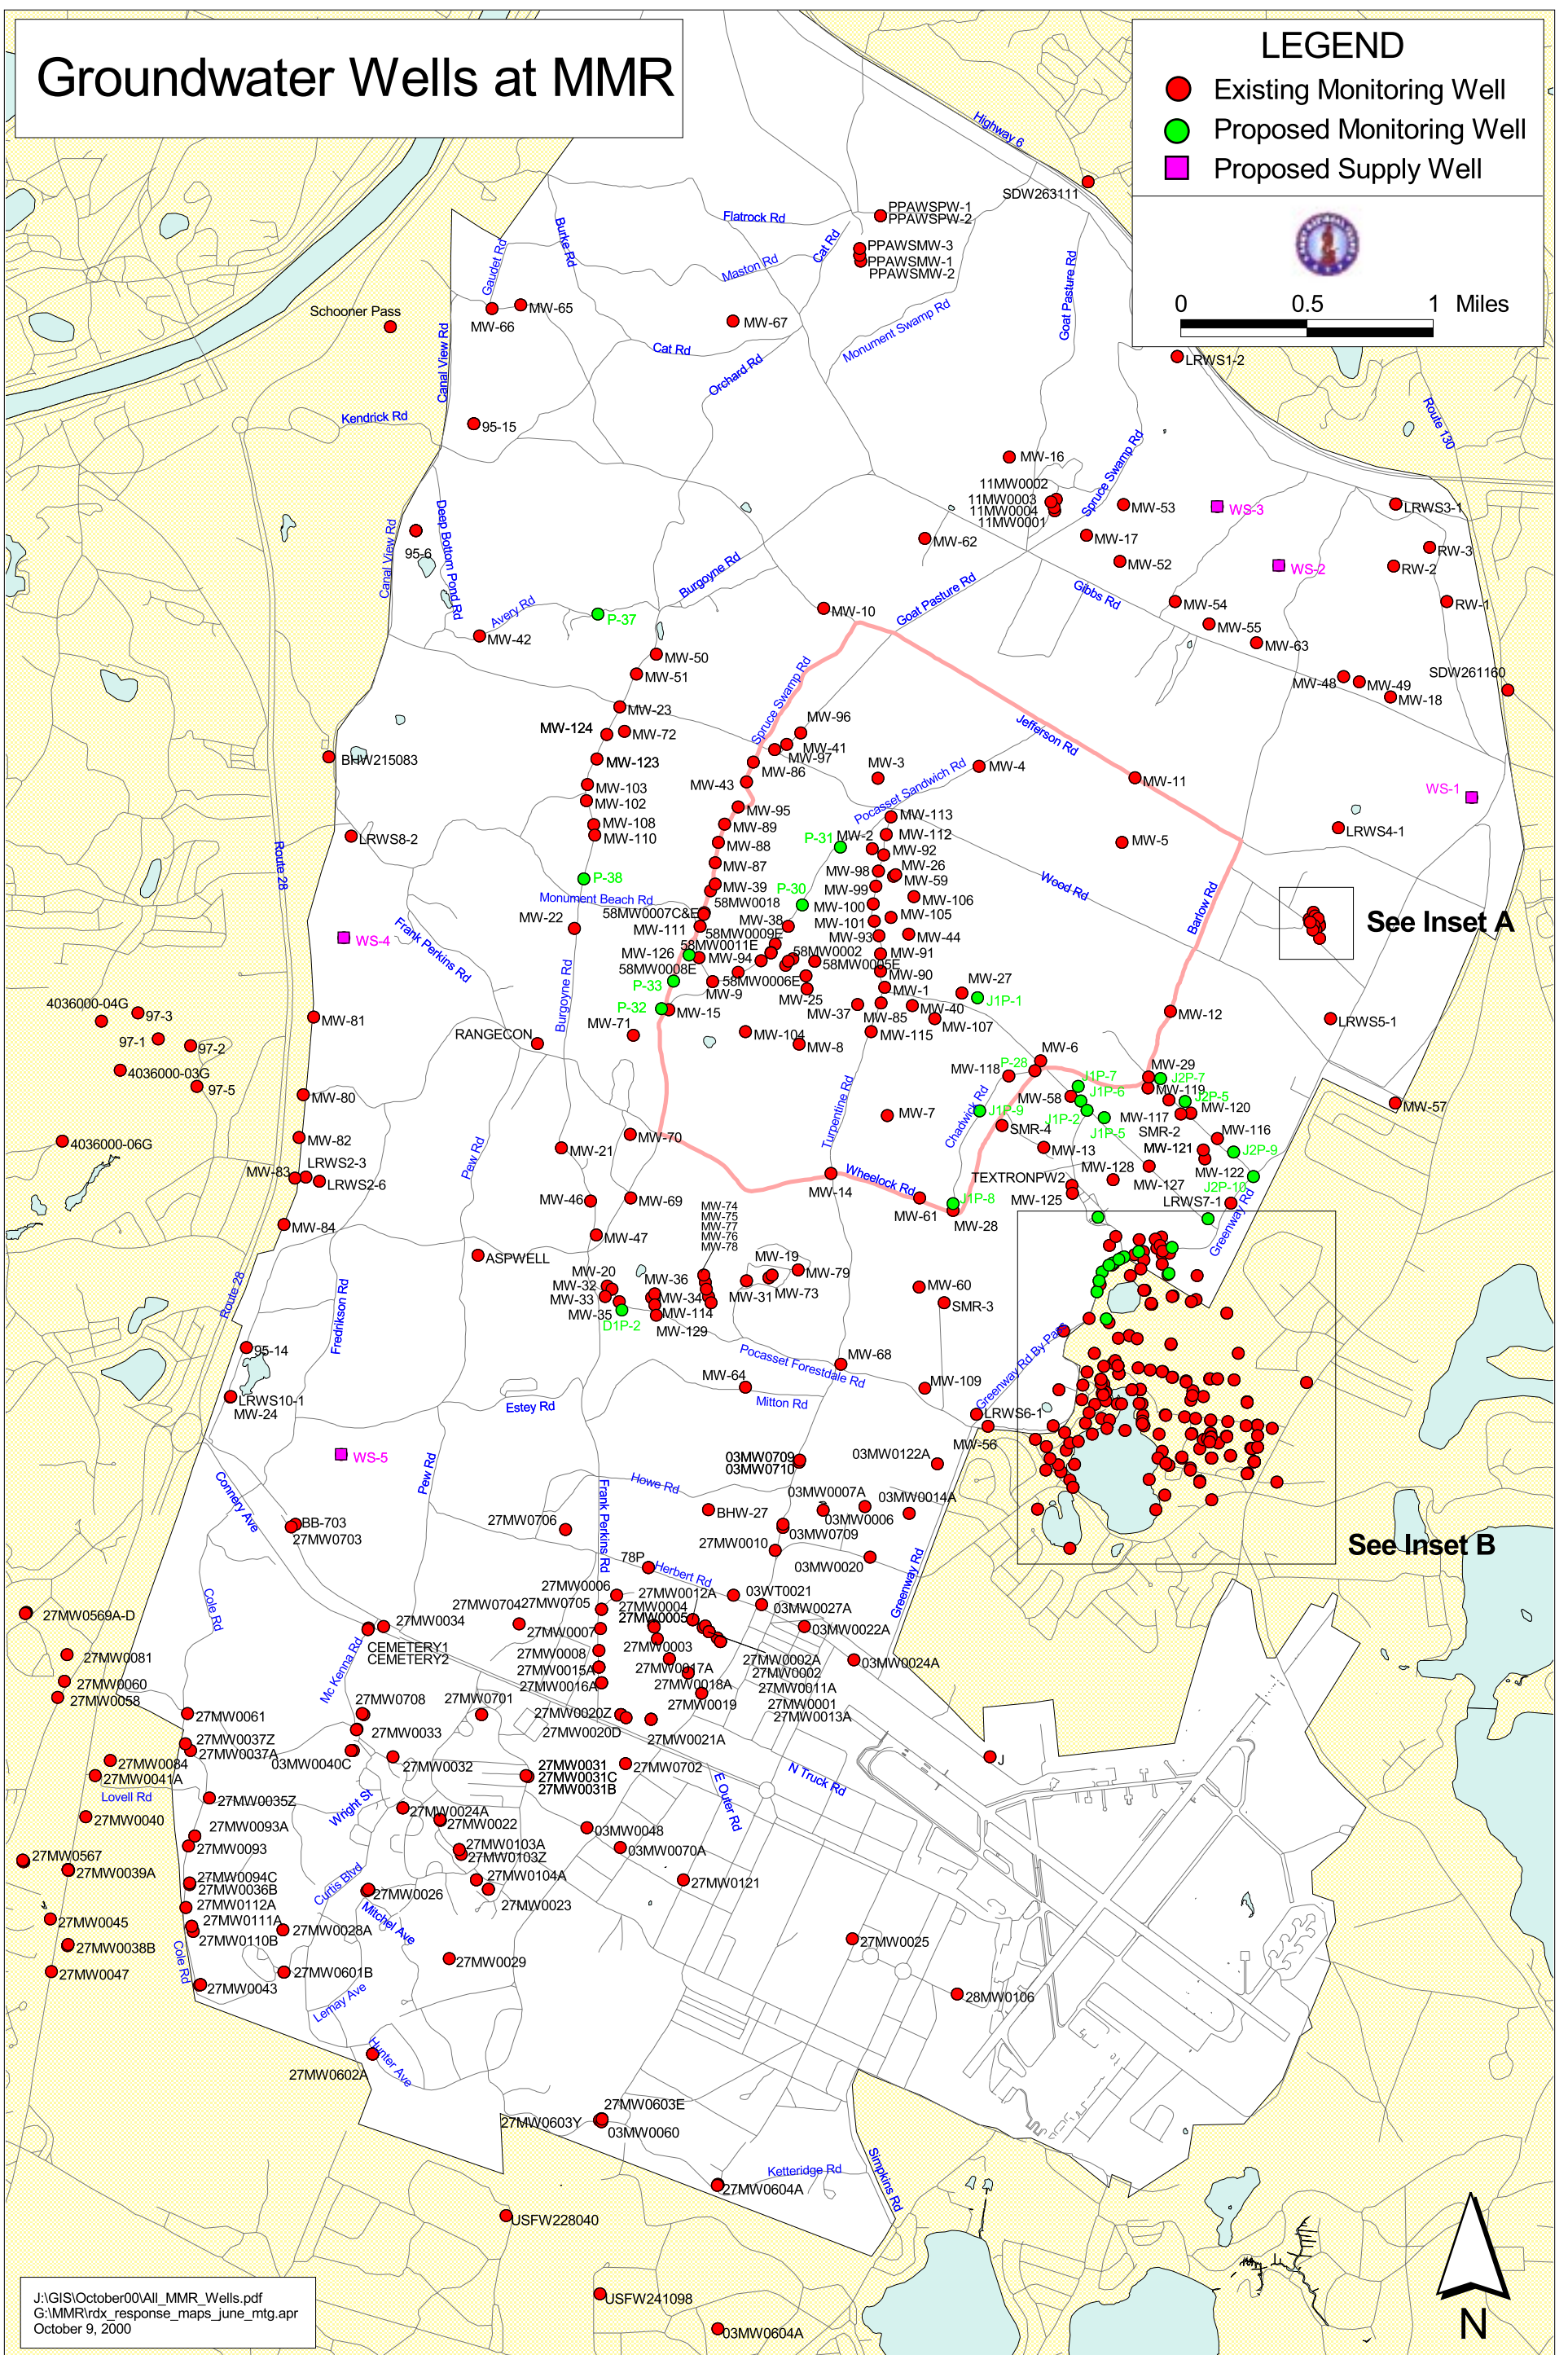 Groundwater Wells at MMR
LEGEND
Existing Monitoring Well
Proposed Monitoring Well
Proposed Supply Well
0 0.5 1 Miles
Highway 6
SDW263111
PPAWSPW-1
PPAWSPW-2
Flatrock Rd
Burke Rd
Cat Rd
PPAWSMW-3
PPAWSMW-1
PPAWSMW-2
Gaudet Rd
Maston Rd
Goat Pasture Rd
MW-65
MW-66
Schooner Pass
MW-67
Monument Swamp Rd
Canal View Rd
Cat Rd
Orchard Rd
LRWS1-2
Kendrick Rd
95-15
Route 130
MW-16
Spruce Swamp Rd
11MW0002
11MW0003
11MW0004
11MW0001
MW-53
WS-3
LRWS3-1
Deep Bottom Pond Rd
Canal View Rd
95-6
MW-62
MW-17
RW-3
MW-52
WS-2
RW-2
Burgoyne Rd
Goat Pasture Rd
Gibbs Rd
MW-54
RW-1
Avery Rd
P-37
MW-10
MW-55
MW-42
MW-63
MW-50
MW-51
SDW261160
MW-48
MW-49
MW-18
Spruce Swamp Rd
MW-23
MW-124
MW-72
MW-96
MW-41
MW-97
Jefferson Rd
BHW215083
MW-123
MW-86
MW-3
MW-4
MW-11
MW-43
MW-103
MW-102
Pocasset Sandwich Rd
WS-1
MW-95
MW-113
MW-108
MW-89
MW-110
MW-88
P-31
MW-2
MW-112
MW-5
LRWS4-1
LRWS8-2
MW-92
Route 28
P-38
MW-87
MW-98
MW-26
MW-59
Monument Beach Rd
MW-39
P-30
MW-99
Wood Rd
58MW0018
MW-106
Barlow Rd
58MW0007C&E
MW-100
MW-105
See Inset A
MW-22
MW-111
MW-38
MW-101
58MW0009E
MW-93
MW-44
WS-4
Frank Perkins Rd
58MW0011E
MW-126
58MW0002
MW-91
MW-94
58MW0005E
58MW0008E
MW-90
P-33
58MW0006E
MW-27
MW-9
MW-1
J1P-1
4036000-04G
97-3
MW-25
P-32
MW-15
MW-37
MW-85
MW-40
MW-12
MW-81
Burgoyne Rd
MW-107
LRWS5-1
RANGECON
MW-71
MW-104
MW-115
97-1
97-2
MW-8
MW-6
4036000-03G
P-28
MW-29
MW-118
J1P-7
J2P-7
97-5
MW-80
Turpentine Rd
MW-58
J1P-6
MW-119
J2P-5
MW-57
MW-7
J1P-9
J1P-2
MW-117
MW-120
Chadwick Rd
J1P-5
4036000-06G
MW-82
MW-70
SMR-4
SMR-2
MW-116
MW-21
MW-13
MW-121
J2P-9
Pew Rd
LRWS2-3
MW-83
LRWS2-6
MW-14
Wheelock Rd
TEXTRONPW2
MW-128
MW-127
MW-122
J2P-10
MW-46
MW-69
MW-125
J1P-8
LRWS7-1
MW-61
MW-28
MW-84
MW-74
MW-75
MW-77
MW-76
MW-78
Greenway Rd
MW-47
ASPWELL
MW-19
MW-79
MW-20
MW-32
MW-36
MW-31
MW-73
MW-60
MW-33
MW-34
MW-35
MW-114
SMR-3
D1P-2
MW-129
Route 28
Fredrikson Rd
95-14
Pocasset Forestdale Rd
MW-68
Greenway Rd By Pass
LRWS10-1
MW-24
MW-64
MW-109
Estey Rd
Mitton Rd
LRWS6-1
MW-56
WS-5
03MW0709
03MW0710
03MW0122A
Pew Rd
Howe Rd
Connery Ave
Frank Perkins Rd
03MW0007A
03MW0014A
BHW-27
03MW0006
BB-703
27MW0703
27MW0706
03MW0709
See Inset B
27MW0010
03MW0020
78P
Herbert Rd
Greenway Rd
27MW0006
27MW0012A
03WT0021
27MW0569A-D
Cole Rd
27MW0704
27MW0705
27MW0004
27MW0005
03MW0027A
27MW0034
27MW0007
03MW0022A
CEMETERY1
CEMETERY2
27MW0003
27MW0081
27MW0008
27MW0002A
03MW0024A
27MW0015A
27MW0017A
27MW0002
27MW0060
27MW0016A
27MW0018A
27MW0011A
27MW0058
Mc Kenna Rd
27MW0708
27MW0701
27MW0019
27MW0001
27MW0061
27MW0020Z
27MW0013A
27MW0033
27MW0020D
27MW0021A
27MW0037Z
27MW0037A
03MW0040C
27MW0084
27MW0032
27MW0031
27MW0702
J
27MW0041A
27MW0031C
27MW0031B
N Truck Rd
Lovell Rd
27MW0035Z
Wright St
27MW0024A
E Outer Rd
27MW0040
27MW0022
27MW0093A
03MW0048
27MW0093
27MW0103A
03MW0070A
27MW0567
27MW0103Z
27MW0039A
Curtis Blvd
27MW0094C
27MW0104A
27MW0121
27MW0036B
27MW0026
27MW0112A
27MW0023
Mitchel Ave
27MW0045
27MW0111A
27MW0028A
27MW0110B
27MW0025
27MW0038B
Cole Rd
27MW0029
27MW0047
27MW0601B
27MW0043
Lemay Ave
28MW0106
Hunter Ave
27MW0602A
27MW0603E
27MW0603Y
03MW0060
Ketteridge Rd
Simpkins Rd
27MW0604A
USFW228040
USFW241098
03MW0604A
J:\GIS\October00\All_MMR_Wells.pdf
G:\MMR\rdx_response_maps_june_mtg.apr
October 9, 2000
N